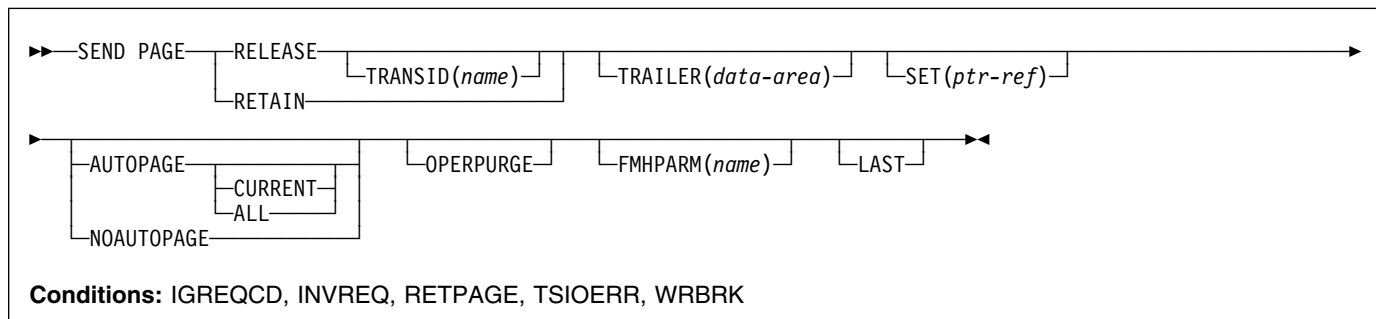 SEND PAGE RELEASE TRANSID(name) TRAILER(data-area) SET(ptr-ref)
RETAIN
AUTOPAGE CURRENT OPERPURGE FMHPARM(name) LAST
ALL
NOAUTOPAGE
Conditions: IGREQCD, INVREQ, RETPAGE, TSIOERR, WRBRK